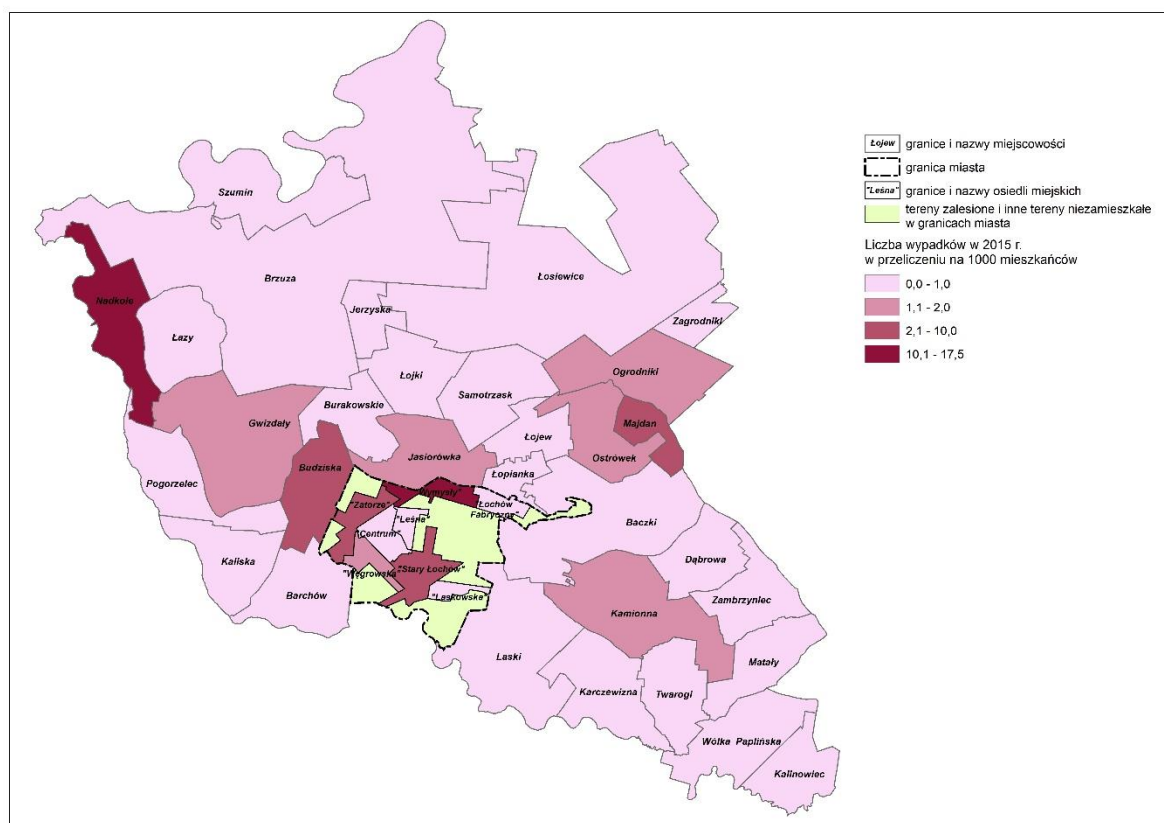 Łojew granice i nazwy miejscowości
granica miasta
"Leśna" granice i nazwy osiedli miejskich
tereny zalesione i inne tereny niezamieszkałe
w granicach miasta
Liczba wypadków w 2015 r.
w przeliczeniu na 1000 mieszkańców
0,0 - 1,0
1,1 - 2,0
2,1 - 10,0
10,1 - 17,5
Szumin
Brzuza
Łosiewice
Nadkole
Jerzyska
Zagrodniki
Łazy
Łojki
Ogrodniki
Samotrzask
Burakowskie
Gwizdały
Majdan
Łojew
Jasiorówka
Ostrówek
Budziska
Łopianka
Pogorzelec
"Wymysły"
"Zatorze"
Łochów
Fabryczny"
"Leśna"
Baczki
"Centrum"
Dąbrowa
Kaliska
"Węgrowska"
"Stary Łochów"
Barchów
"Laskowska"
Zambrzyniec
Kamionna
Laski
Matały
Karczewizna
Twarogi
Wólka Paplińska
Kalinowiec